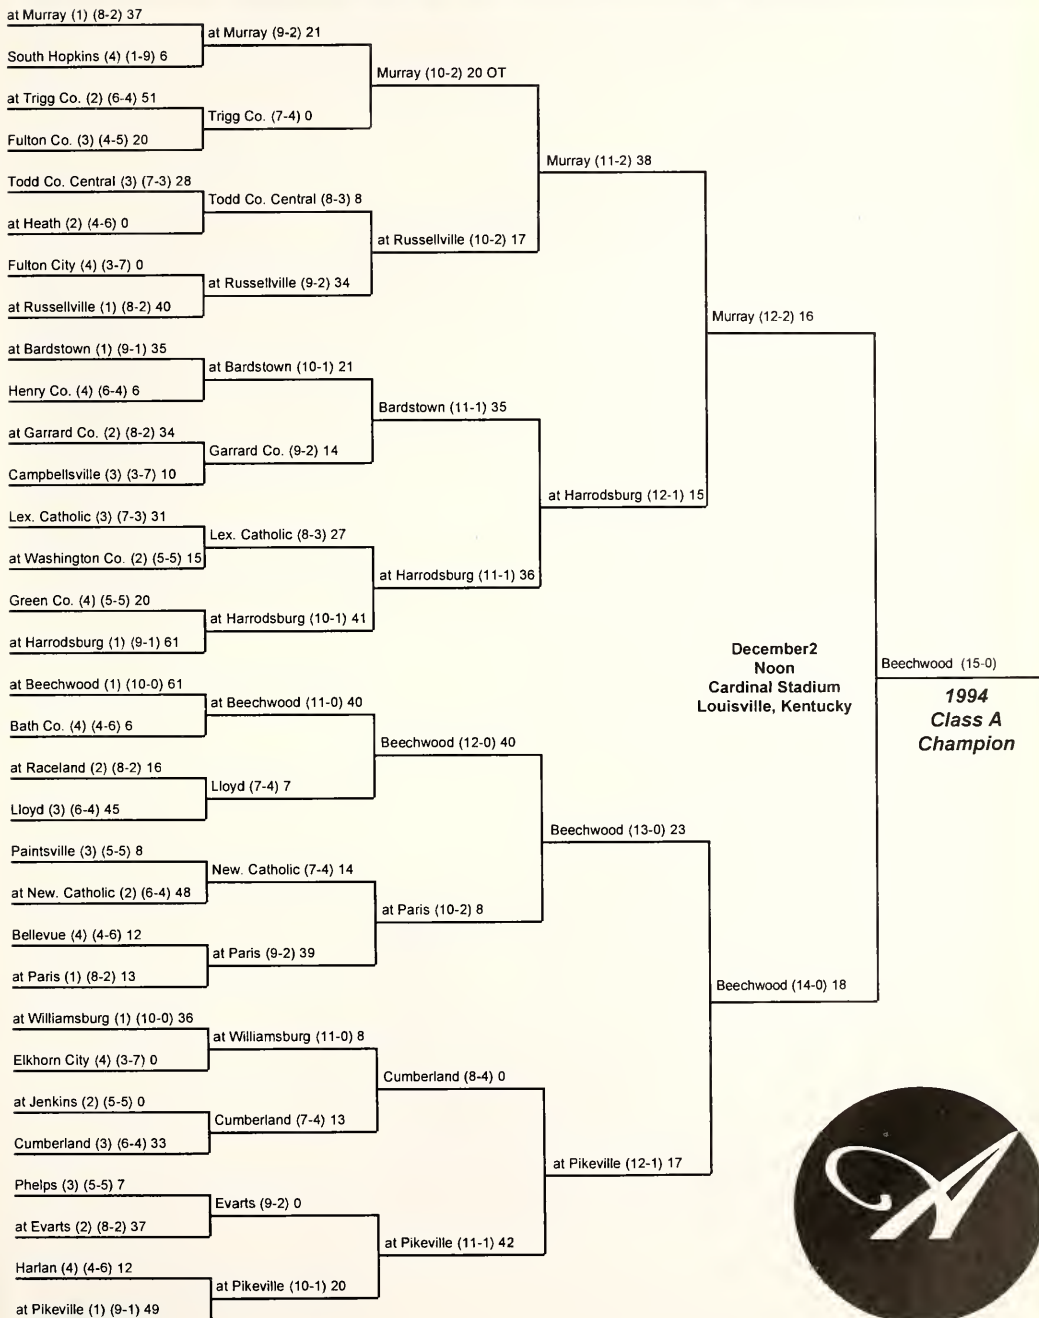 at Murray (1) (8-2) 37
South Hopkins (4) (1-9) 6
at Trigg Co. (2) (6-4) 51
Fulton Co. (3) (4-5) 20
Todd Co. Central (3) (7-3) 28
at Heath (2) (4-6) 0
Fulton City (4) (3-7) 0
at Russellville (1) (8-2) 40
at Bardstown (1) (9-1) 35
Henry Co. (4) (6-4) 6
at Garrard Co. (2) (8-2) 34
Campbellsville (3) (3-7) 10
Lex. Catholic (3) (7-3) 31
at Washington Co. (2) (5-5) 15
Green Co. (4) (5-5) 20
at Harrodsburg (1) (9-1) 61
at Beechwood (1) (10-0) 61
Bath Co. (4) (4-6) 6
at Raceland (2) (8-2) 16
Lloyd (3) (6-4) 45
Paintsville (3) (5-5) 8
at New. Catholic (2) (6-4) 48
Bellevue (4) (4-6) 12
at Paris (1) (8-2) 13
at Williamsburg (1) (10-0) 36
Elkhorn City (4) (3-7) 0
at Jenkins (2) (5-5) 0
Cumberland (3) (6-4) 33
Phelps (3) (5-5) 7
at Evarts (2) (8-2) 37
Harlan (4) (4-6) 12
at Pikeville (1) (9-1) 49
at Murray (9-2) 21
Trigg Co. (7-4) 0
Todd Co. Central (8-3) 8
at Russellville (9-2) 34
at Bardstown (10-1) 21
Garrard Co. (9-2) 14
Lex. Catholic (8-3) 27
at Harrodsburg (10-1) 41
at Beechwood (11-0) 40
Lloyd (7-4) 7
New. Catholic (7-4) 14
at Paris (9-2) 39
at Williamsburg (11-0) 8
Cumberland (7-4) 13
Evarts (9-2) 0
at Pikeville (10-1) 20
Murray (10-2) 20 OT
at Russellville (10-2) 17
Bardstown (11-1) 35
at Harrodsburg (11-1) 36
Beechwood (12-0) 40
at Paris (10-2) 8
Cumberland (8-4) 0
at Pikeville (11-1) 42
Murray (11-2) 38
at Harrodsburg (12-1) 15
Beechwood (13-0) 23
at Pikeville (12-1) 17
Murray (12-2) 16
Beechwood (14-0) 18
December2
Noon
Cardinal Stadium
Louisville, Kentucky
Beechwood (15-0)
1994
Class A
Champion
A